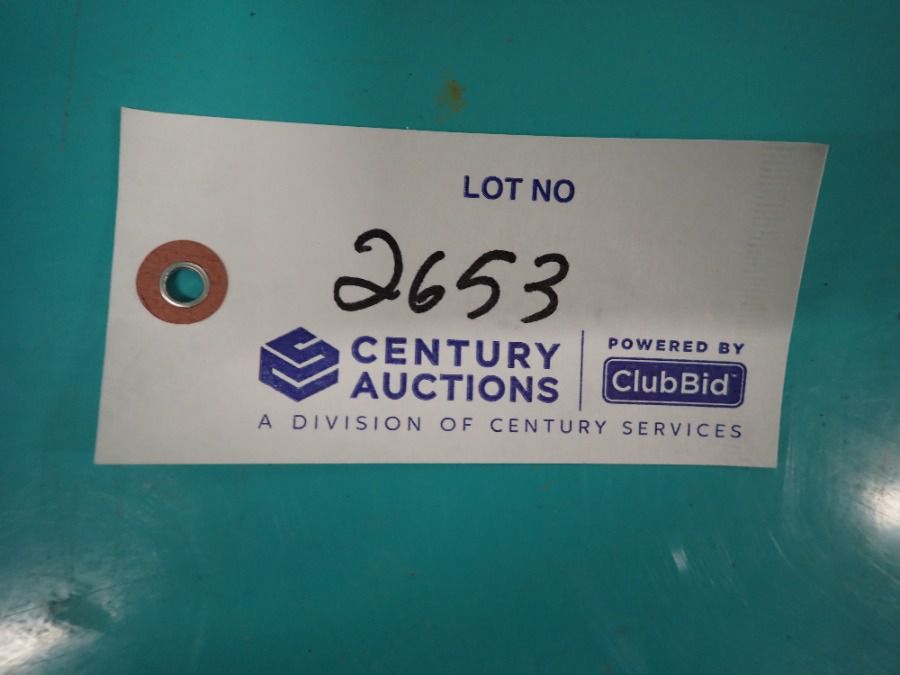 LOT NO
2653
CENTURY
AUCTIONS
POWERED BY
ClubBid™
A DIVISION OF CENTURY SERVICES